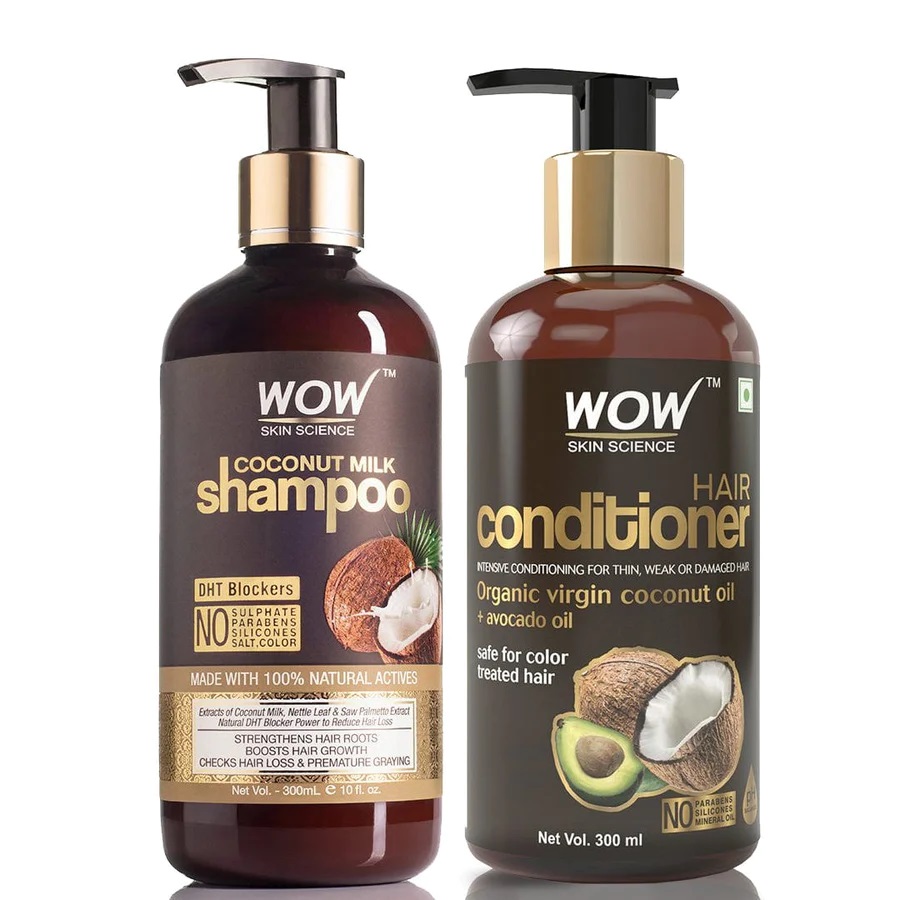 WOW™
SKIN SCIENCE
COCONUT MILK
shampoo
DHT Blockers
NO SULPHATE
PARABENS
SILICONES
SALT, COLOR
MADE WITH 100% NATURAL ACTIVES
Extracts of Coconut Milk, Nettle Leaf & Saw Palmetto Extract
Natural DHT Blocker Power to Reduce Hair Loss
STRENGTHENS HAIR ROOTS
BOOSTS HAIR GROWTH
CHECKS HAIR LOSS & PREMATURE GRAYING
Net Vol. - 300mL ℮ 10 fl. oz.
WOW™
SKIN SCIENCE
HAIR
conditioner
INTENSIVE CONDITIONING FOR THIN, WEAK OR DAMAGED HAIR
Organic virgin coconut oil
+ avocado oil
safe for color
treated hair
NO PARABENS
SILICONES
MINERAL OIL
pH
Net Vol. 300 ml